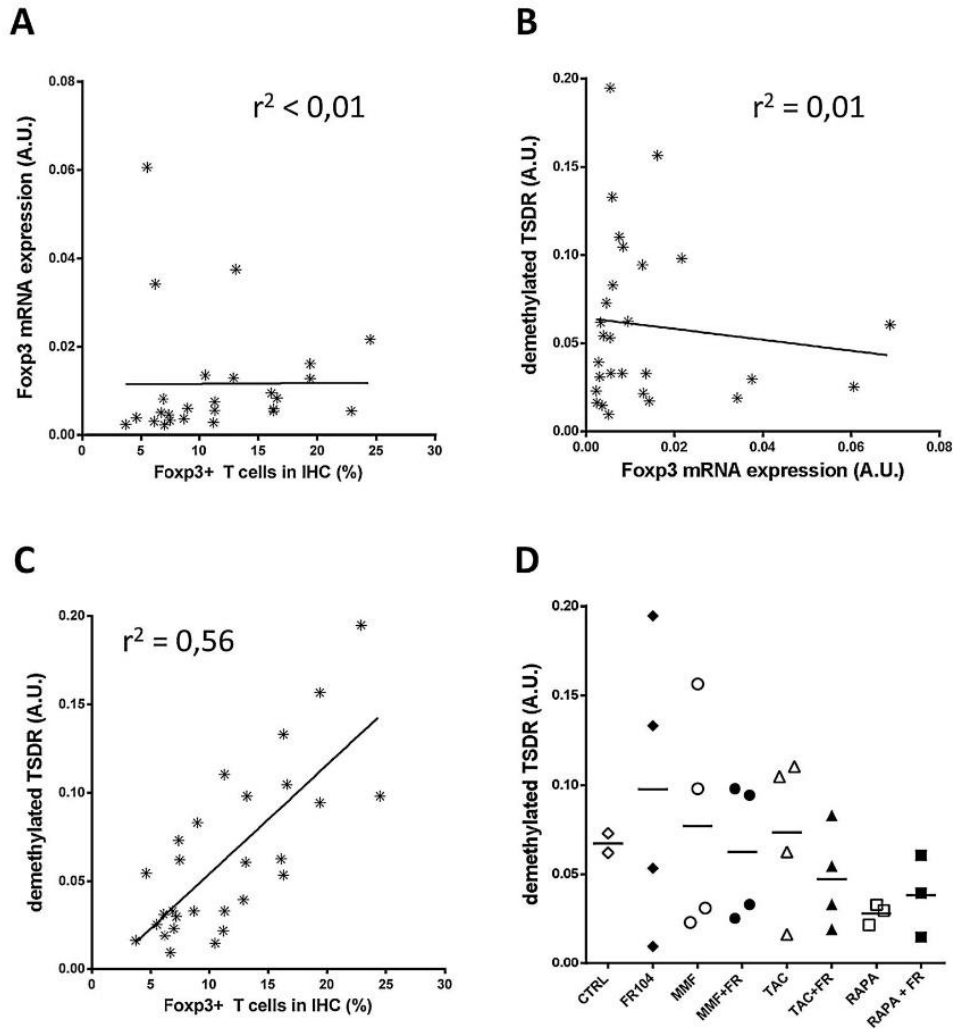 A
Foxp3 mRNA expression (A.U.)
0.08
0.06
0.04
0.02
0.00
r² < 0,01
0
5
10
15
20
25
30
Foxp3+ T cells in IHC (%)
B
demethylated TSDR (A.U.)
0.20
0.15
0.10
0.05
0.00
r² = 0,01
0.00
0.02
0.04
0.06
0.08
Foxp3 mRNA expression (A.U.)
C
demethylated TSDR (A.U.)
0.20
0.15
0.10
0.05
0.00
r² = 0,56
0
5
10
15
20
25
30
Foxp3+ T cells in IHC (%)
D
demethylated TSDR (A.U.)
0.20
0.15
0.10
0.05
0.00
CTRL
FR104
MMF
MMF+FR
TAC
TAC+FR
RAPA
RAPA + FR